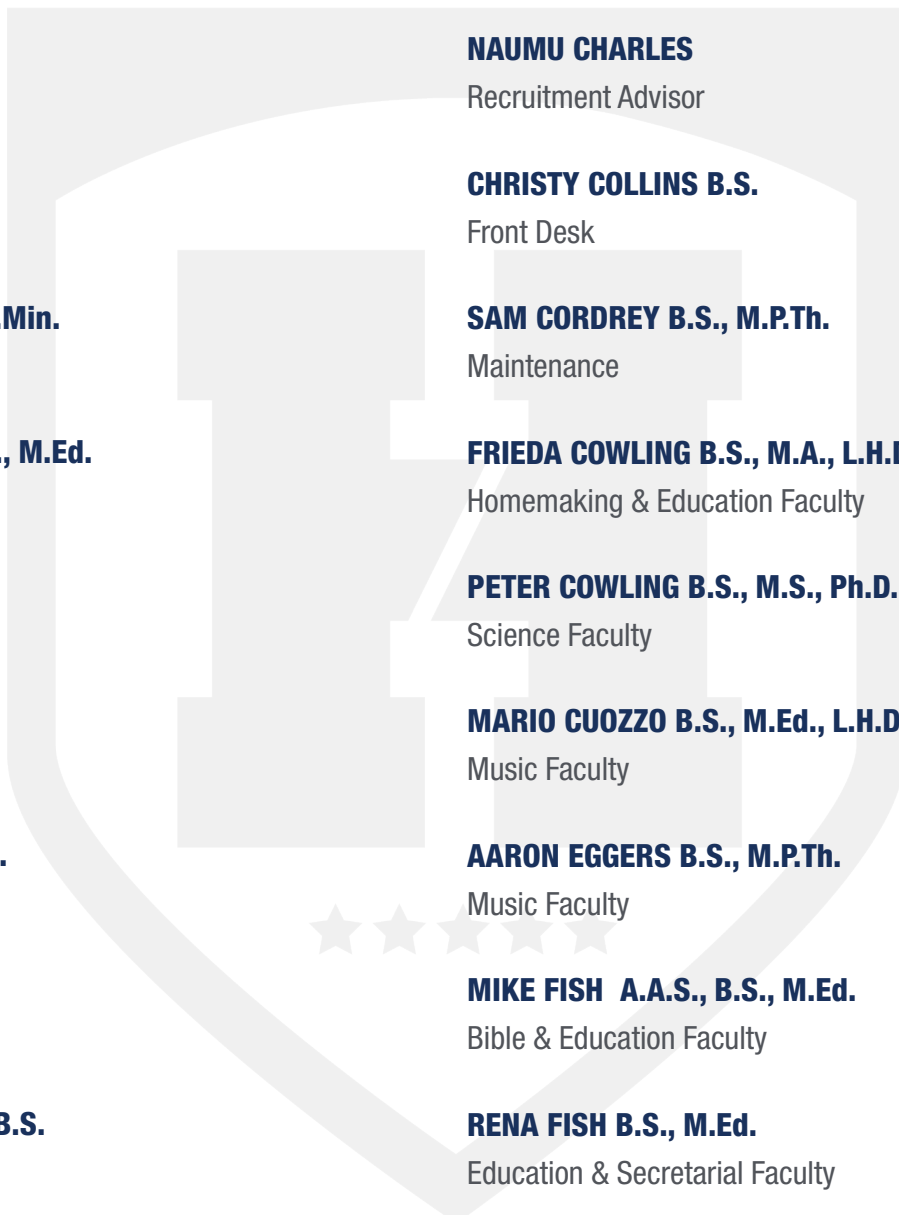 .Min.
., M.Ed.
.
B.S.
NAUMU CHARLES
Recruitment Advisor
CHRISTY COLLINS B.S.
Front Desk
SAM CORDREY B.S., M.P.Th.
Maintenance
FRIEDA COWLING B.S., M.A., L.H.
Homemaking & Education Faculty
PETER COWLING B.S., M.S., Ph.D.
Science Faculty
MARIO CUOZZO B.S., M.Ed., L.H.D
Music Faculty
AARON EGGERS B.S., M.P.Th.
Music Faculty
MIKE FISH A.A.S., B.S., M.Ed.
Bible & Education Faculty
RENA FISH B.S., M.Ed.
Education & Secretarial Faculty